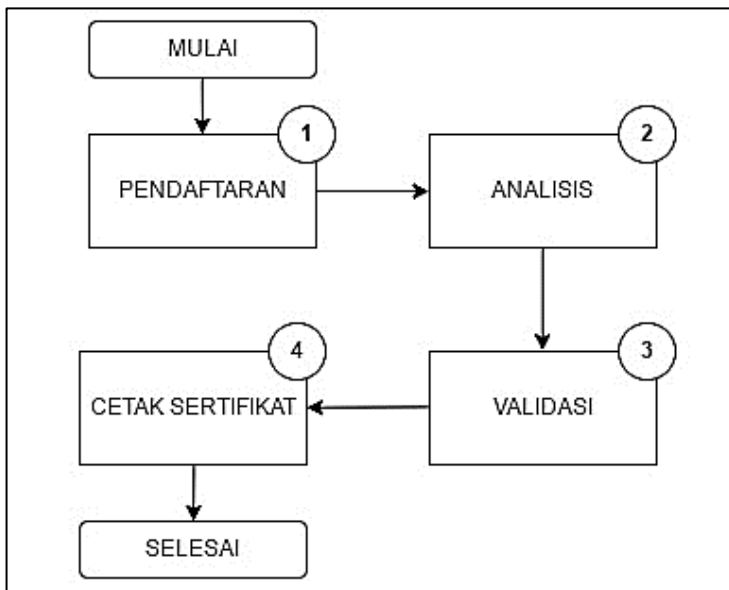 MULAI
1
PENDAFTARAN
2
ANALISIS
3
VALIDASI
4
CETAK SERTIFIKAT
SELESAI